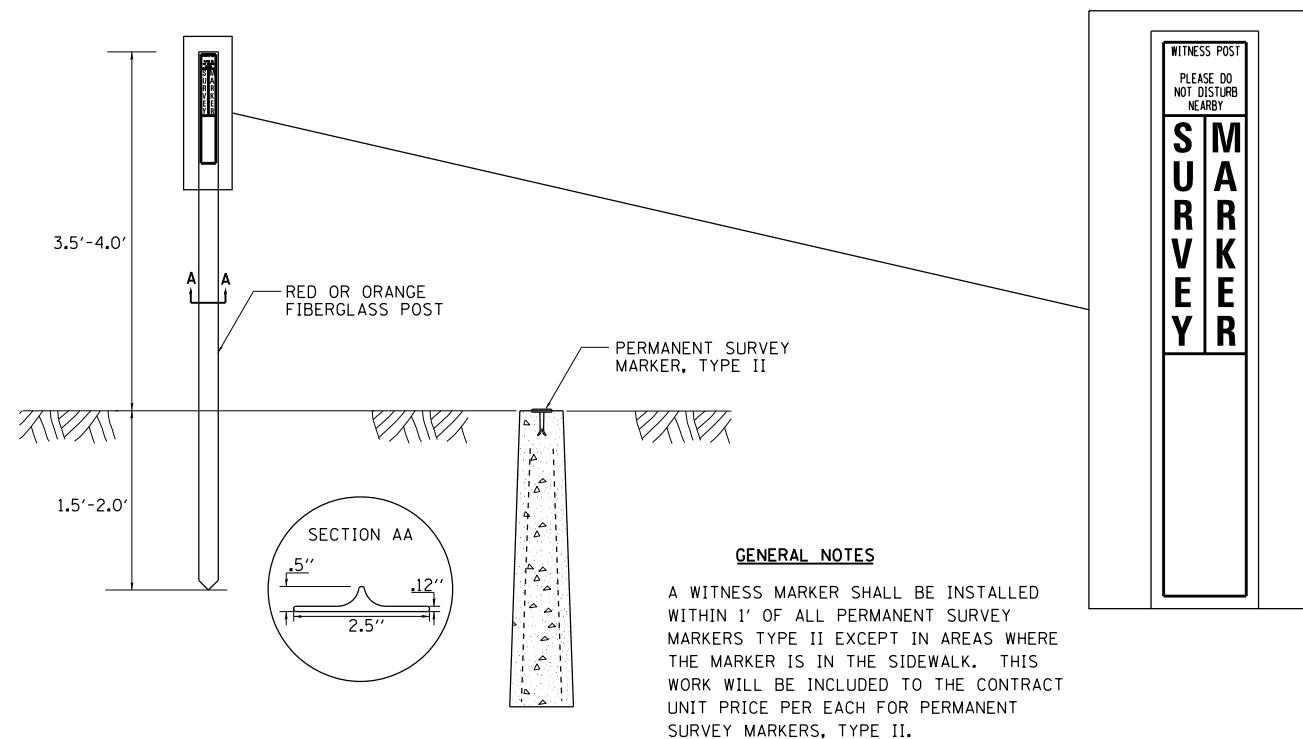 WITNESS POST
PLEASE DO
NOT DISTURB
NEARBY
SURVEY
MARKER
SURVEY
MARKER
3.5'-4.0'
A A
RED OR ORANGE
FIBERGLASS POST
PERMANENT SURVEY
MARKER, TYPE II
1.5'-2.0'
SECTION AA
.5''
.12''
2.5''
GENERAL NOTES
A WITNESS MARKER SHALL BE INSTALLED
WITHIN 1' OF ALL PERMANENT SURVEY
MARKERS TYPE II EXCEPT IN AREAS WHERE
THE MARKER IS IN THE SIDEWALK. THIS
WORK WILL BE INCLUDED TO THE CONTRACT
UNIT PRICE PER EACH FOR PERMANENT
SURVEY MARKERS, TYPE II.